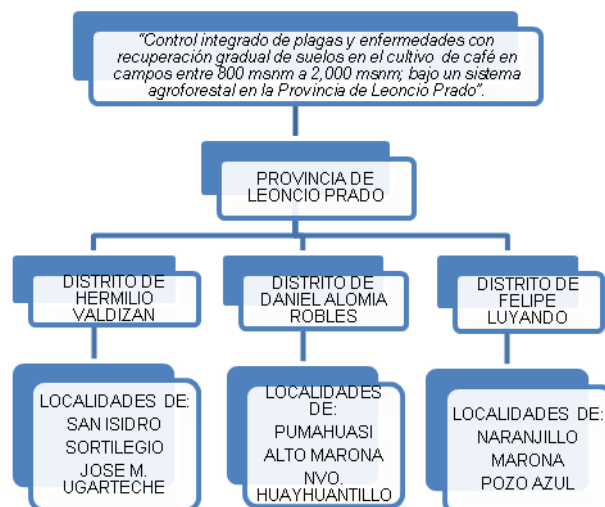 “Control integrado de plagas y enfermedades con
recuperación gradual de suelos en el cultivo de café en
campos entre 800 msnm a 2,000 msnm; bajo un sistema
agroforestal en la Provincia de Leoncio Prado”.
PROVINCIA DE
LEONCIO PRADO
DISTRITO DE
HERMILIO
VALDIZAN
DISTRITO DE
DANIEL ALOMIA
ROBLES
DISTRITO DE
FELIPE
LUYANDO
LOCALIDADES DE:
SAN ISIDRO
SORTILEGIO
JOSE M.
UGARTECHE
LOCALIDADES
DE:
PUMAHUASI
ALTO MARONA
NVO.
HUAYHUANTILLO
LOCALIDADES DE:
NARANJILLO
MARONA
POZO AZUL